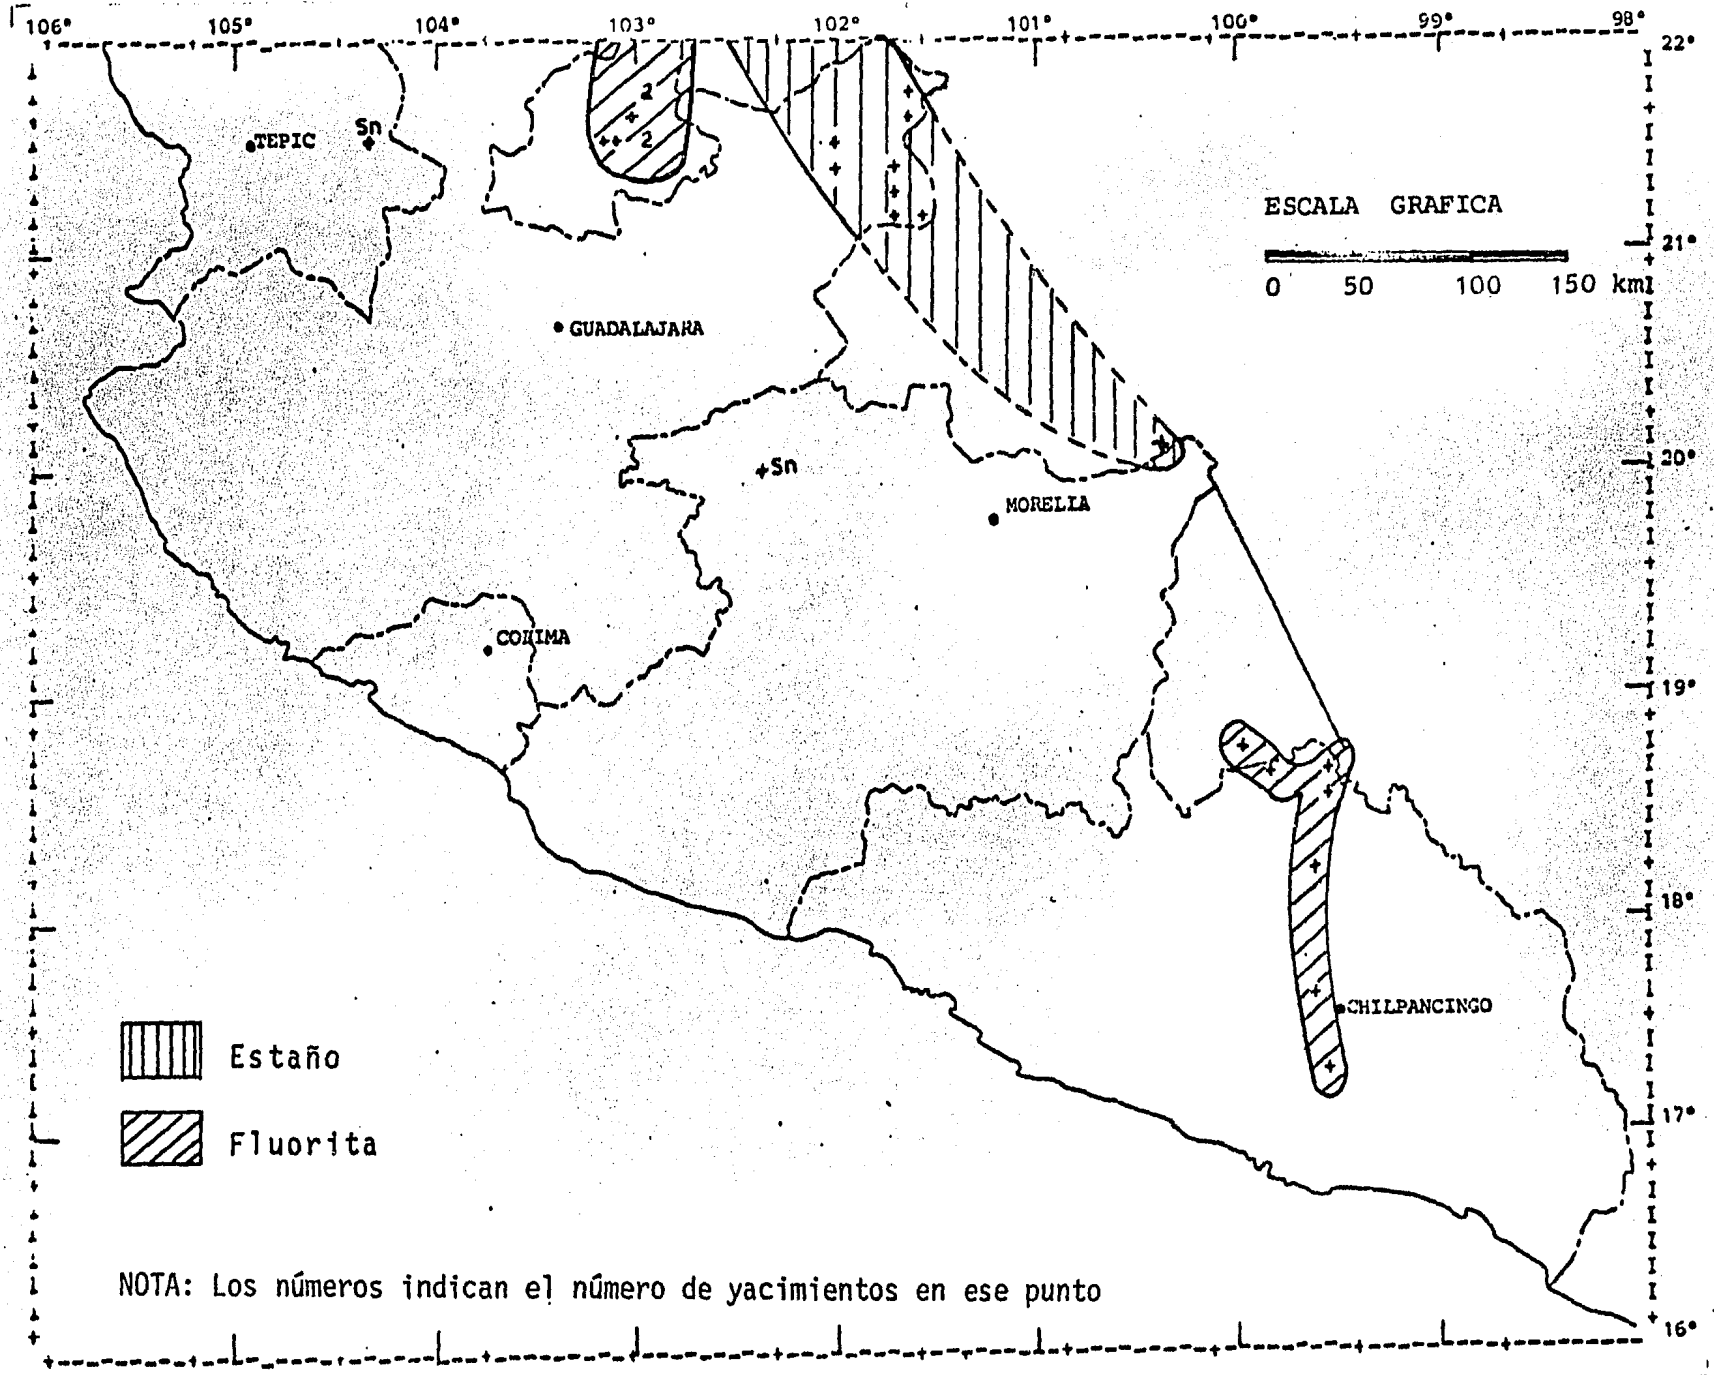 106° 105° 104° 103° 102° 101° 100° 99° 98°
22°
2
Sn
TEPIC
2
ESCALA GRAFICA
21°
0 50 100 150 km
GUADALAJARA
20°
Sn
MORELIA
COLIMA
19°
18°
CHILPANCINGO
Estaño
17°
Fluorita
NOTA: Los números indican el número de yacimientos en ese punto
16°